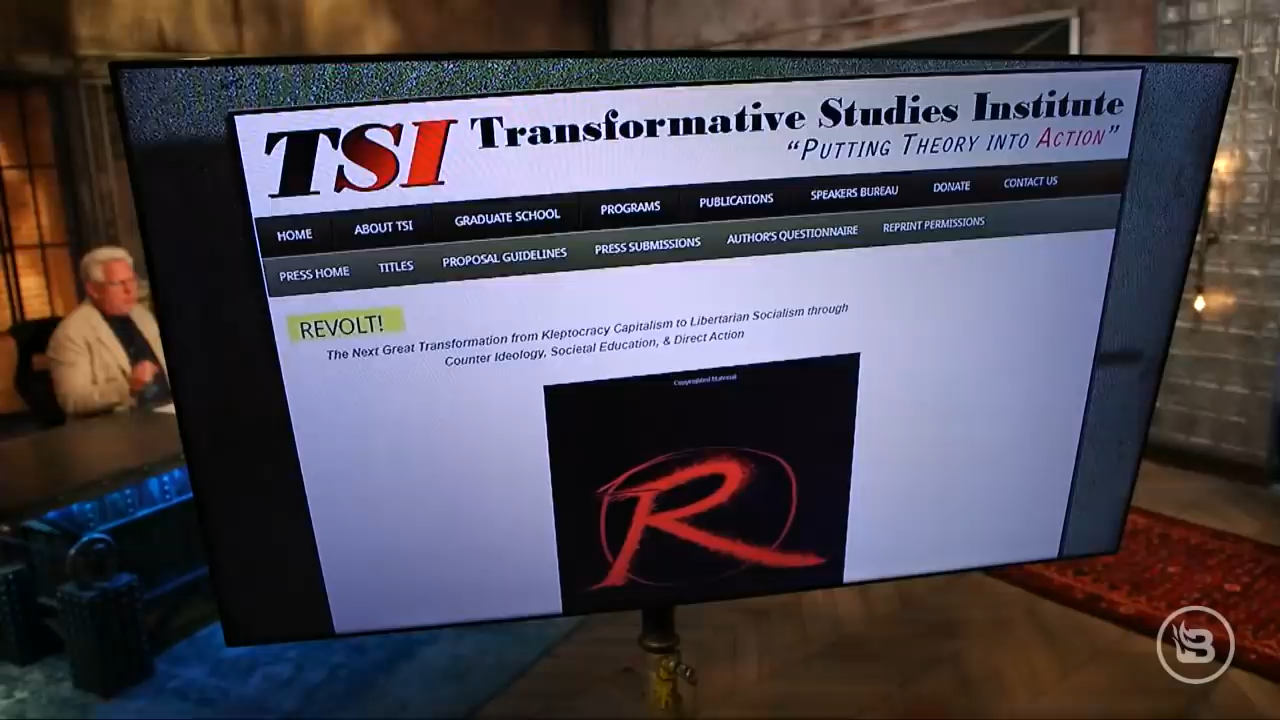 TSI Transformative Studies Institute
"PUTTING THEORY INTO ACTION"
HOME ABOUT TSI GRADUATE SCHOOL PROGRAMS PUBLICATIONS SPEAKERS BUREAU DONATE CONTACT US
PRESS HOME TITLES PROPOSAL GUIDELINES PRESS SUBMISSIONS AUTHOR'S QUESTIONNAIRE REPRINT PERMISSIONS
REVOLT!
The Next Great Transformation from Kleptocracy Capitalism to Libertarian Socialism through
Counter Ideology, Societal Education, & Direct Action
Copyrighted Material
R
B